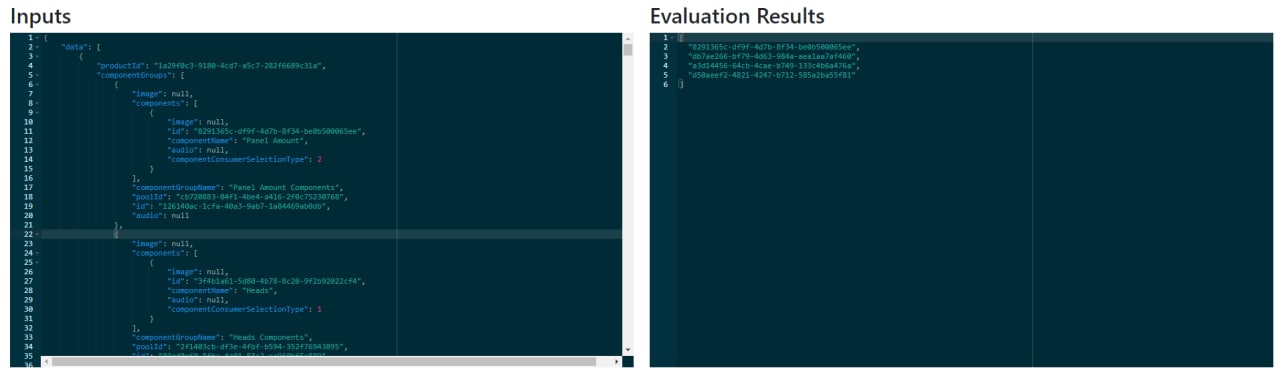 Inputs
1 {
2 "data": [
3 {
4 "productId": "1a29f0c3-9180-4cd7-a5c7-282f6689c31a",
5 "componentGroups": [
6 {
7 "image": null,
8 "components": [
9 {
10 "image": null,
11 "id": "8291365c-df9f-4d7b-8f34-be0b500065ee",
12 "componentName": "Panel Amount",
13 "audio": null,
14 "componentConsumerSelectionType": 2
15 }
16 ],
17 "componentGroupName": "Panel Amount Components",
18 "poolId": "cb720883-04f1-4be4-a416-2f0c75230768",
19 "id": "126140ac-1cfa-40a3-9ab7-1a84469ab0db",
20 "audio": null
21 },
22 {
23 "image": null,
24 "components": [
25 {
26 "image": null,
27 "id": "3f4b1a61-5d80-4b78-8c20-9f2b92022cf4",
28 "componentName": "Heads",
29 "audio": null,
30 "componentConsumerSelectionType": 1
31 }
32 ],
33 "componentGroupName": "Heads Components",
34 "poolId": "2f1403cb-df3e-4fbf-b594-352f76943895",
35 "id":
36
Evaluation Results
1 [
2 "8291365c-df9f-4d7b-8f34-be0b500065ee",
3 "db7ae266-bf79-4d63-984a-aea1aa7af460",
4 "a3d14456-64cb-4cae-b749-133c4b6a476a",
5 "d50aeef2-4821-4247-b712-585a2ba55f81"
6 ]